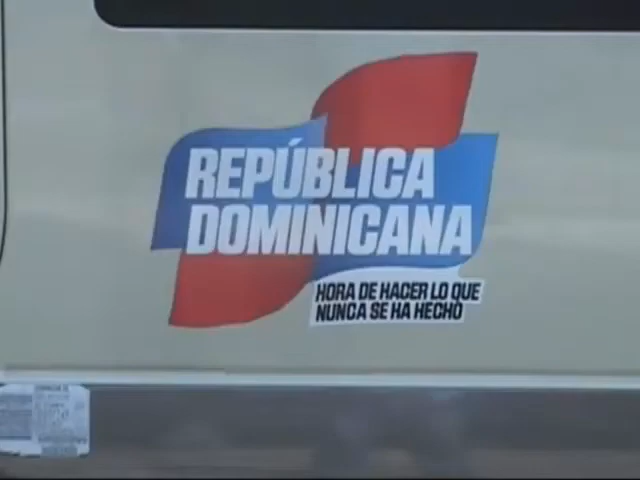 REPÚBLICA
DOMINICANA
HORA DE HACER LO QUE
NUNCA SE HA HECHO